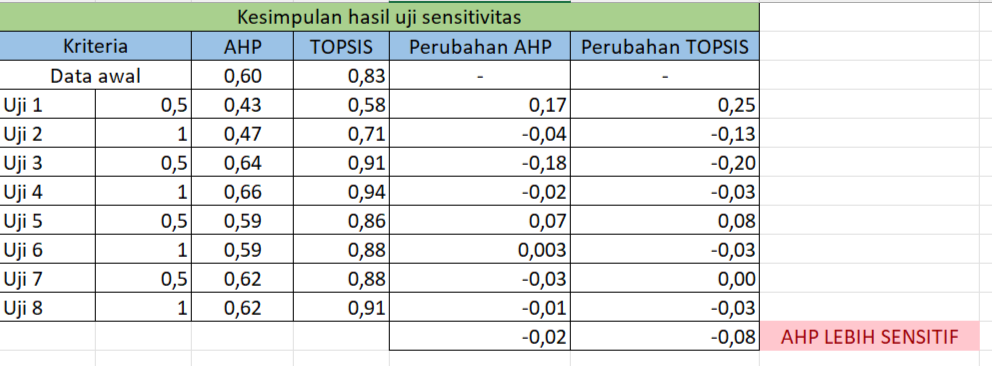 Kesimpulan hasil uji sensitivitas
Kriteria AHP TOPSIS Perubahan AHP Perubahan TOPSIS
Data awal 0,60 0,83 - -
Uji 1 0,5 0,43 0,58 0,17 0,25
Uji 2 1 0,47 0,71 -0,04 -0,13
Uji 3 0,5 0,64 0,91 -0,18 -0,20
Uji 4 1 0,66 0,94 -0,02 -0,03
Uji 5 0,5 0,59 0,86 0,07 0,08
Uji 6 1 0,59 0,88 0,003 -0,03
Uji 7 0,5 0,62 0,88 -0,03 0,00
Uji 8 1 0,62 0,91 -0,01 -0,03
-0,02 -0,08 AHP LEBIH SENSITIF